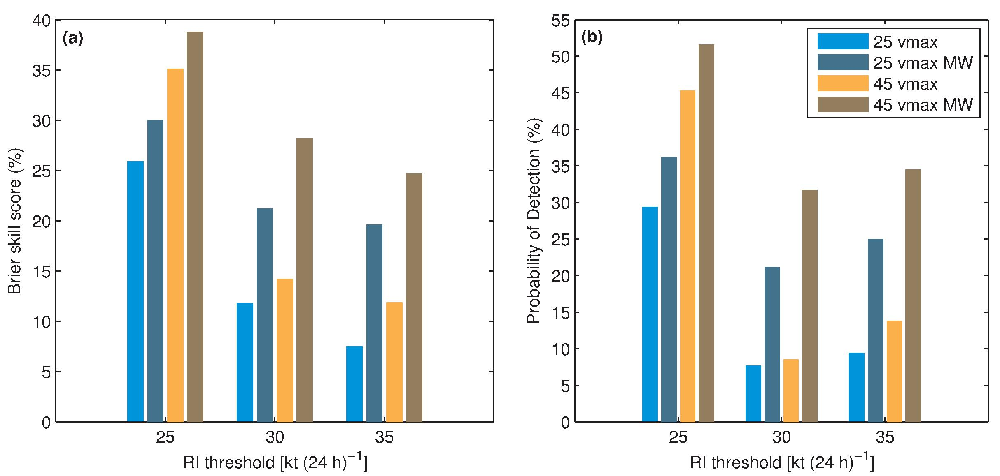 (a)
40
35
30
25
20
15
10
5
0
Brier skill score (%)
25 30 35
RI threshold [kt (24 h)⁻¹]
(b)
55
50
45
40
35
30
25
20
15
10
5
0
Probability of Detection (%)
25 vmax
25 vmax MW
45 vmax
45 vmax MW
25 30 35
RI threshold [kt (24 h)⁻¹]